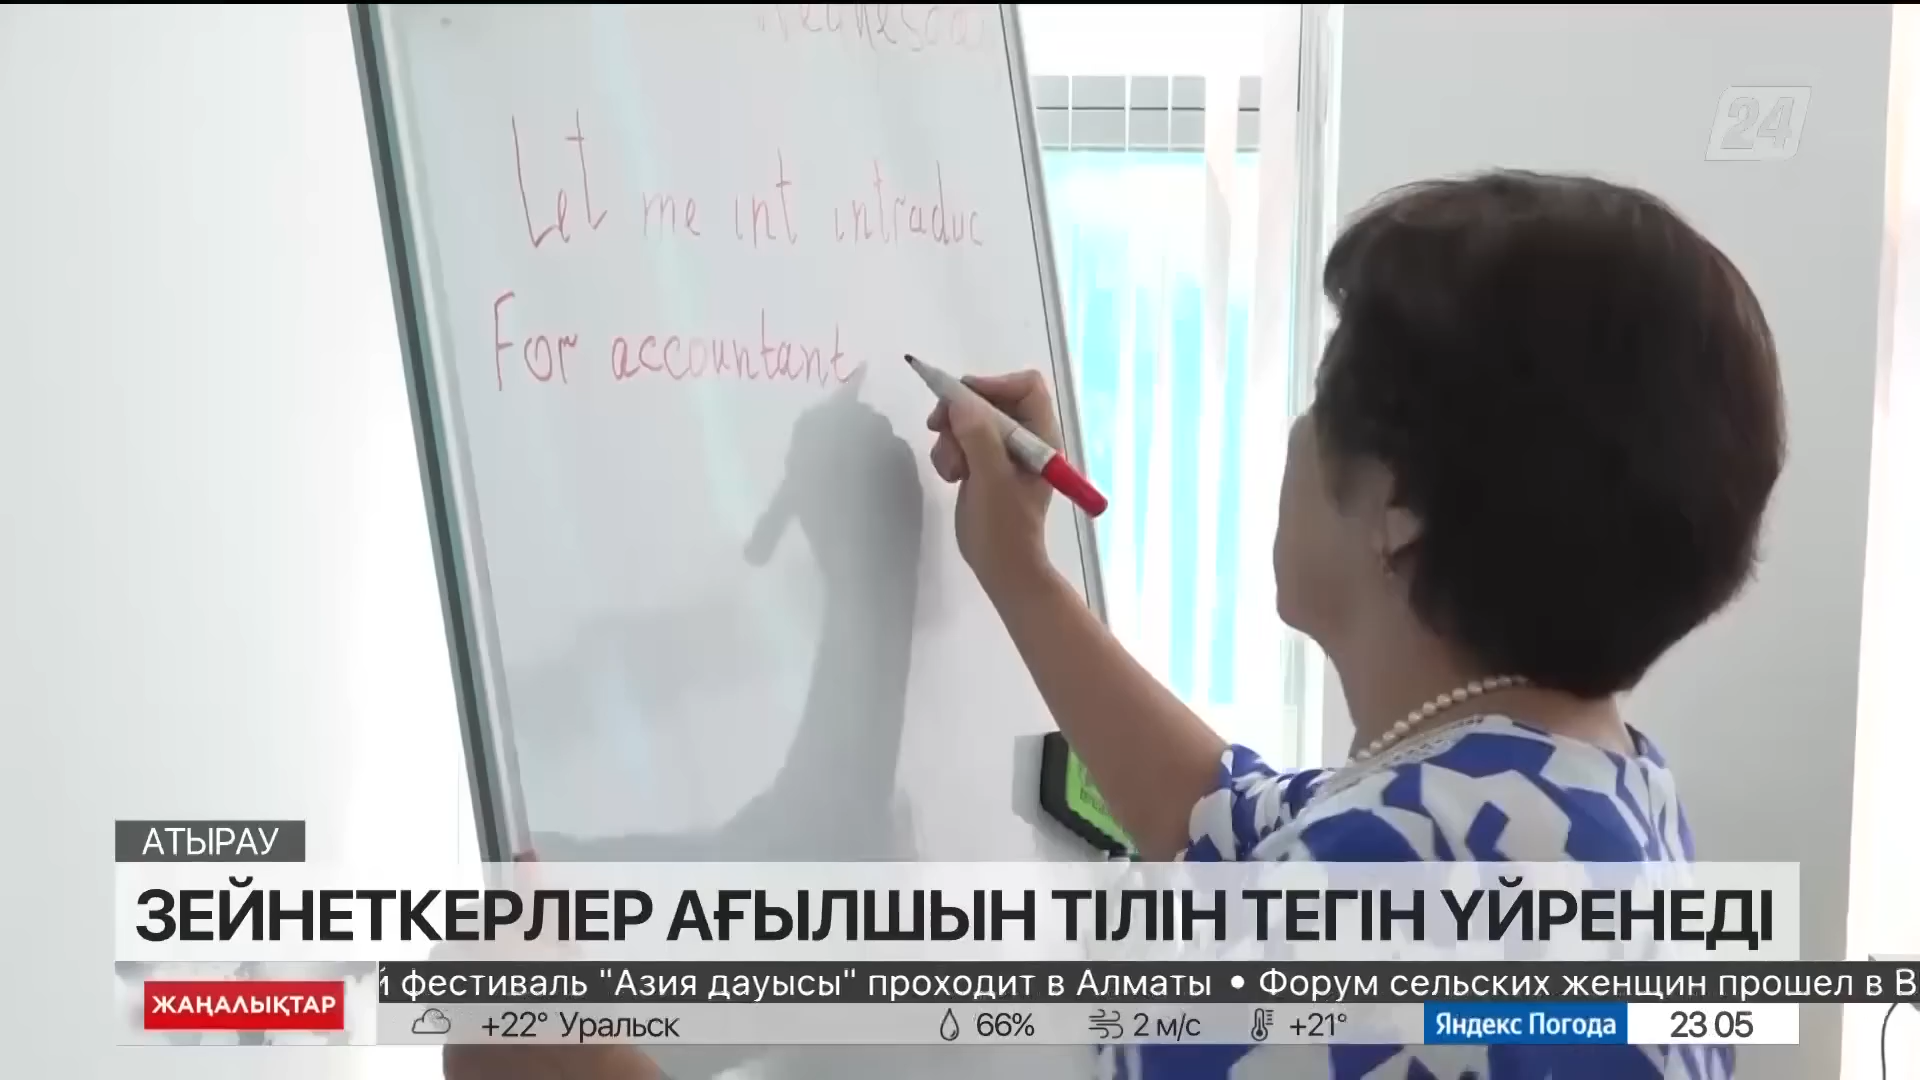 Wednesda
24
Let me int intraduc
For accountant
АТЫРАУ
ЗЕЙНЕТКЕРЛЕР АҒЫЛШЫН ТІЛІН ТЕГІН ҮЙРЕНЕДІ
ЖАҢАЛЫҚТАР
й фестиваль "Азия дауысы" проходит в Алматы • Форум сельских женщин прошел в В
+22° Уральск 66% 2 м/с +21° Яндекс Погода 23 05